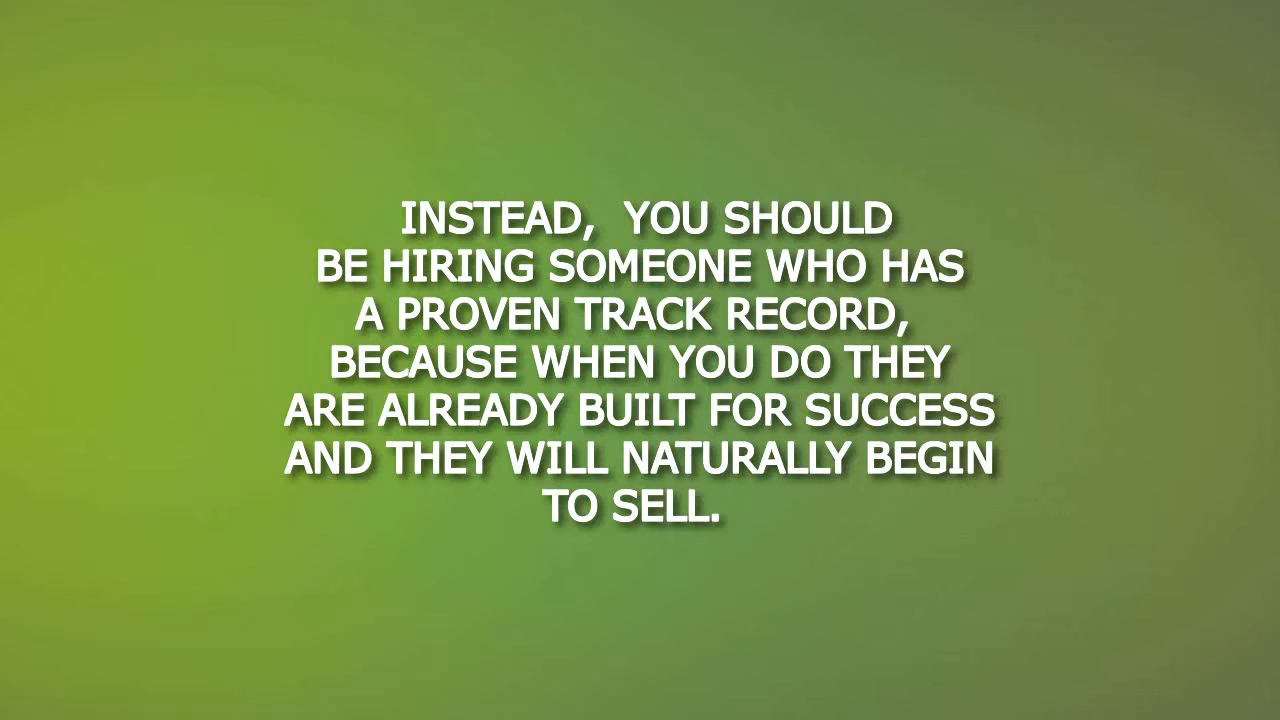 INSTEAD,  YOU SHOULD
BE HIRING SOMEONE WHO HAS
A PROVEN TRACK RECORD,
BECAUSE WHEN YOU DO THEY
ARE ALREADY BUILT FOR SUCCESS
AND THEY WILL NATURALLY BEGIN
TO SELL.